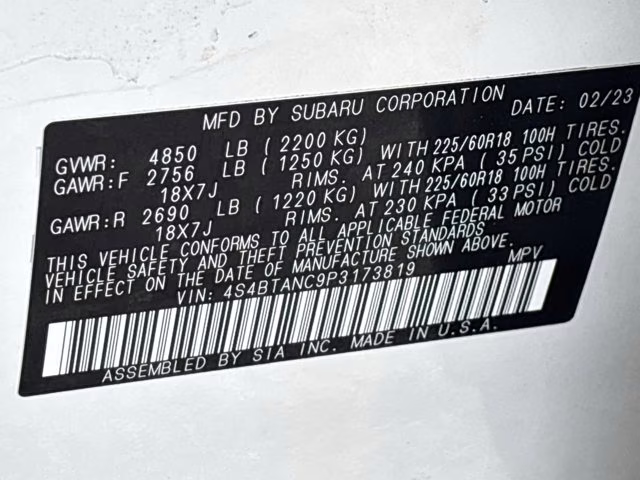 MFD BY SUBARU CORPORATION DATE: 02/23
GVWR: 4850 LB (2200 KG)
GAWR:F 2756 LB (1250 KG) WITH 225/60R18 100H TIRES.
18X7J RIMS. AT 240 KPA (35 PSI) COLD
GAWR:R 2690 LB (1220 KG) WITH 225/60R18 100H TIRES.
18X7J RIMS. AT 230 KPA (33 PSI) COLD
THIS VEHICLE CONFORMS TO ALL APPLICABLE FEDERAL MOTOR
VEHICLE SAFETY AND THEFT PREVENTION STANDARDS
IN EFFECT ON THE DATE OF MANUFACTURE SHOWN ABOVE.
VIN: 4S4BTANC9P3173819 MPV
ASSEMBLED BY SIA INC. MADE IN U.S.A.